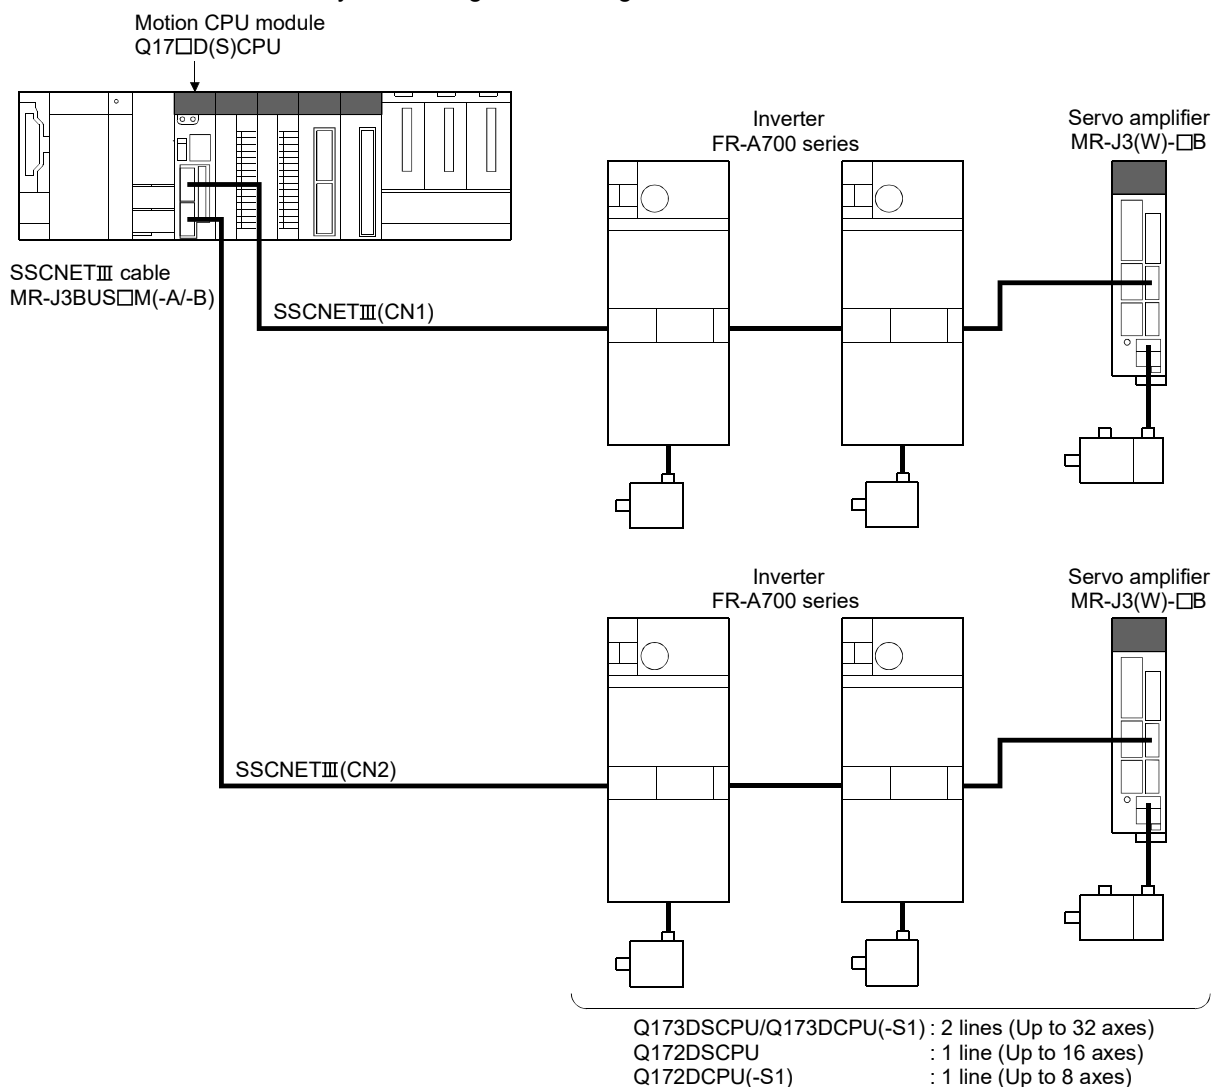 Motion CPU module
Q17□D(S)CPU
Inverter
FR-A700 series
Servo amplifier
MR-J3(W)-□B
SSCNETⅢ cable
MR-J3BUS□M(-A/-B)
SSCNETⅢ(CN1)
Inverter
FR-A700 series
Servo amplifier
MR-J3(W)-□B
SSCNETⅢ(CN2)
Q173DSCPU/Q173DCPU(-S1) : 2 lines (Up to 32 axes)
Q172DSCPU : 1 line (Up to 16 axes)
Q172DCPU(-S1) : 1 line (Up to 8 axes)